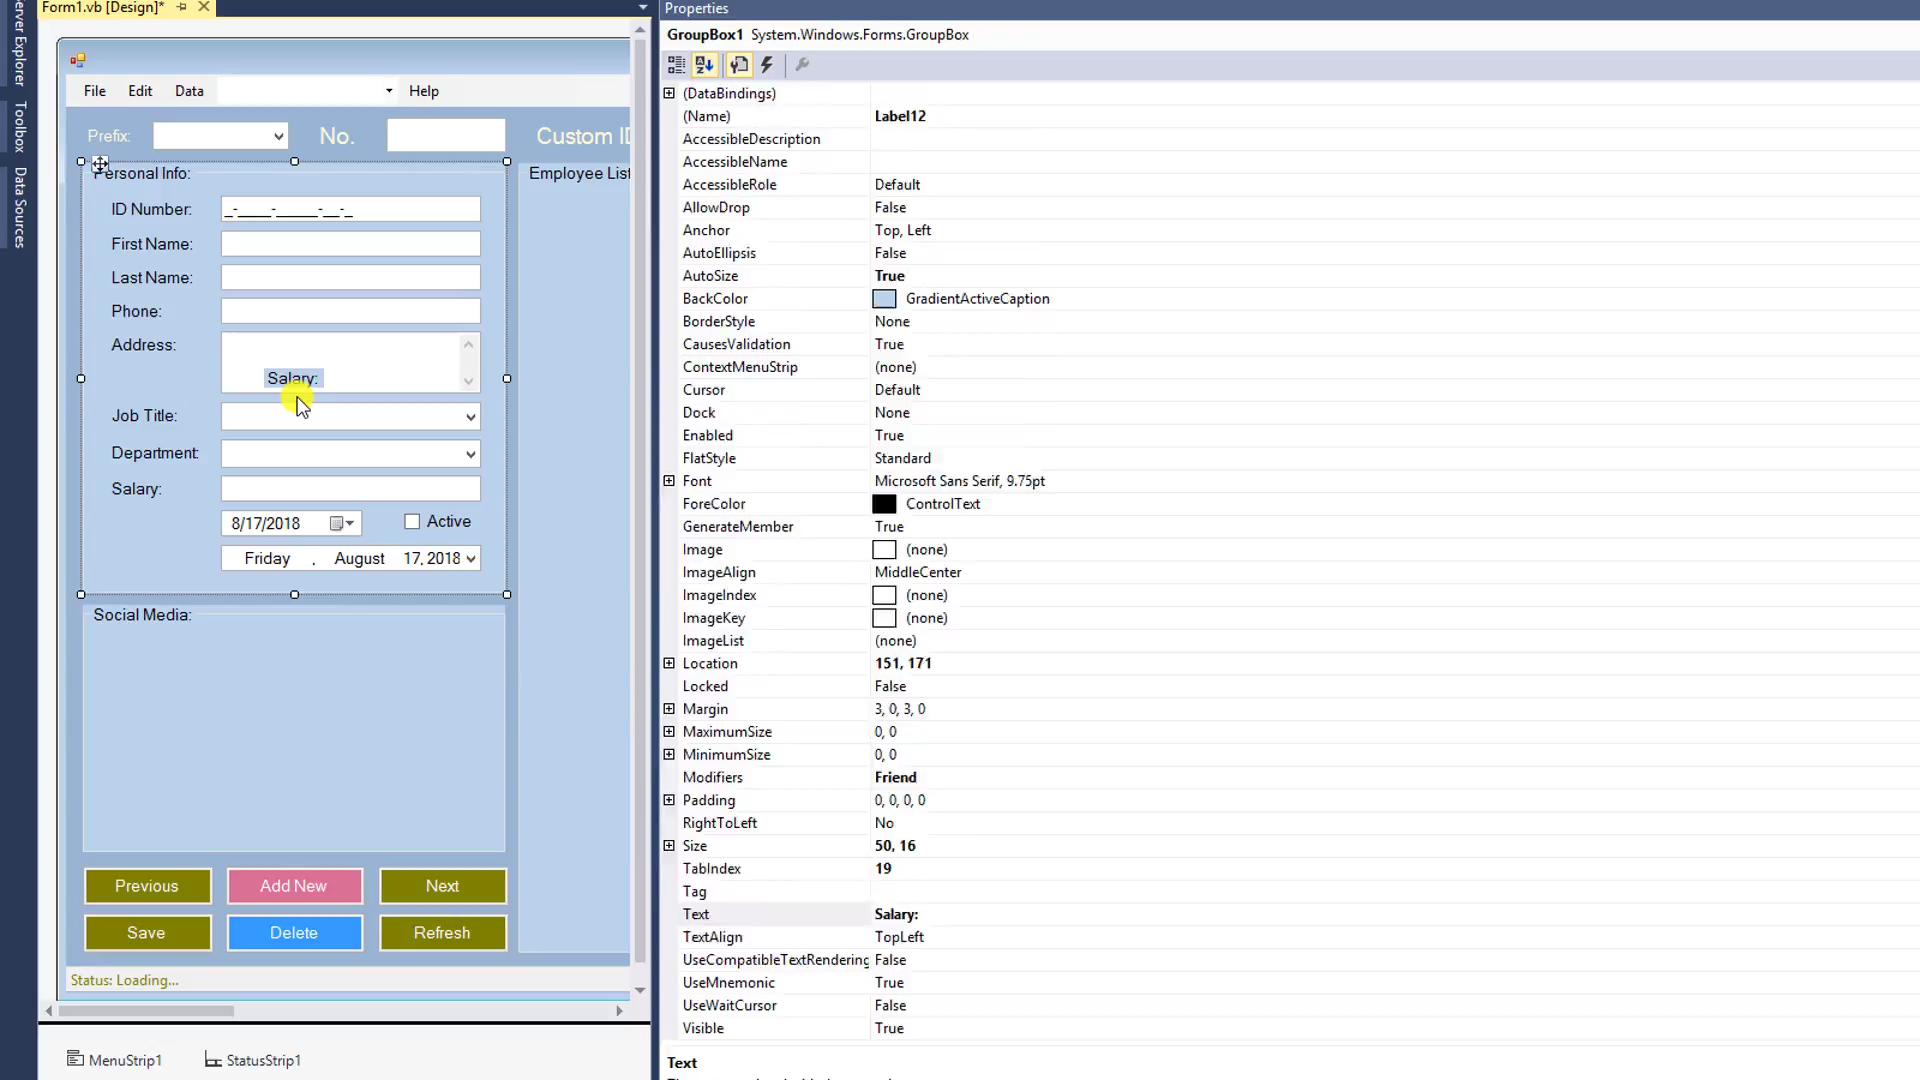 Form1.vb [Design]*
Server Explorer
Toolbox
Data Sources
File Edit Data Help
Prefix: No. Custom ID
Personal Info:
Employee List
ID Number: _-____-_____-__-_
First Name:
Last Name:
Phone:
Address:
Salary:
Job Title:
Department:
Salary:
8/17/2018 Active
Friday , August 17, 2018
Social Media:
Previous Add New Next
Save Delete Refresh
Status: Loading...
MenuStrip1 StatusStrip1
Properties
GroupBox1 System.Windows.Forms.GroupBox
(DataBindings)
(Name) Label12
AccessibleDescription
AccessibleName
AccessibleRole Default
AllowDrop False
Anchor Top, Left
AutoEllipsis False
AutoSize True
BackColor GradientActiveCaption
BorderStyle None
CausesValidation True
ContextMenuStrip (none)
Cursor Default
Dock None
Enabled True
FlatStyle Standard
Font Microsoft Sans Serif, 9.75pt
ForeColor ControlText
GenerateMember True
Image (none)
ImageAlign MiddleCenter
ImageIndex (none)
ImageKey (none)
ImageList (none)
Location 151, 171
Locked False
Margin 3, 0, 3, 0
MaximumSize 0, 0
MinimumSize 0, 0
Modifiers Friend
Padding 0, 0, 0, 0
RightToLeft No
Size 50, 16
TabIndex 19
Tag
Text Salary:
TextAlign TopLeft
UseCompatibleTextRendering False
UseMnemonic True
UseWaitCursor False
Visible True
Text